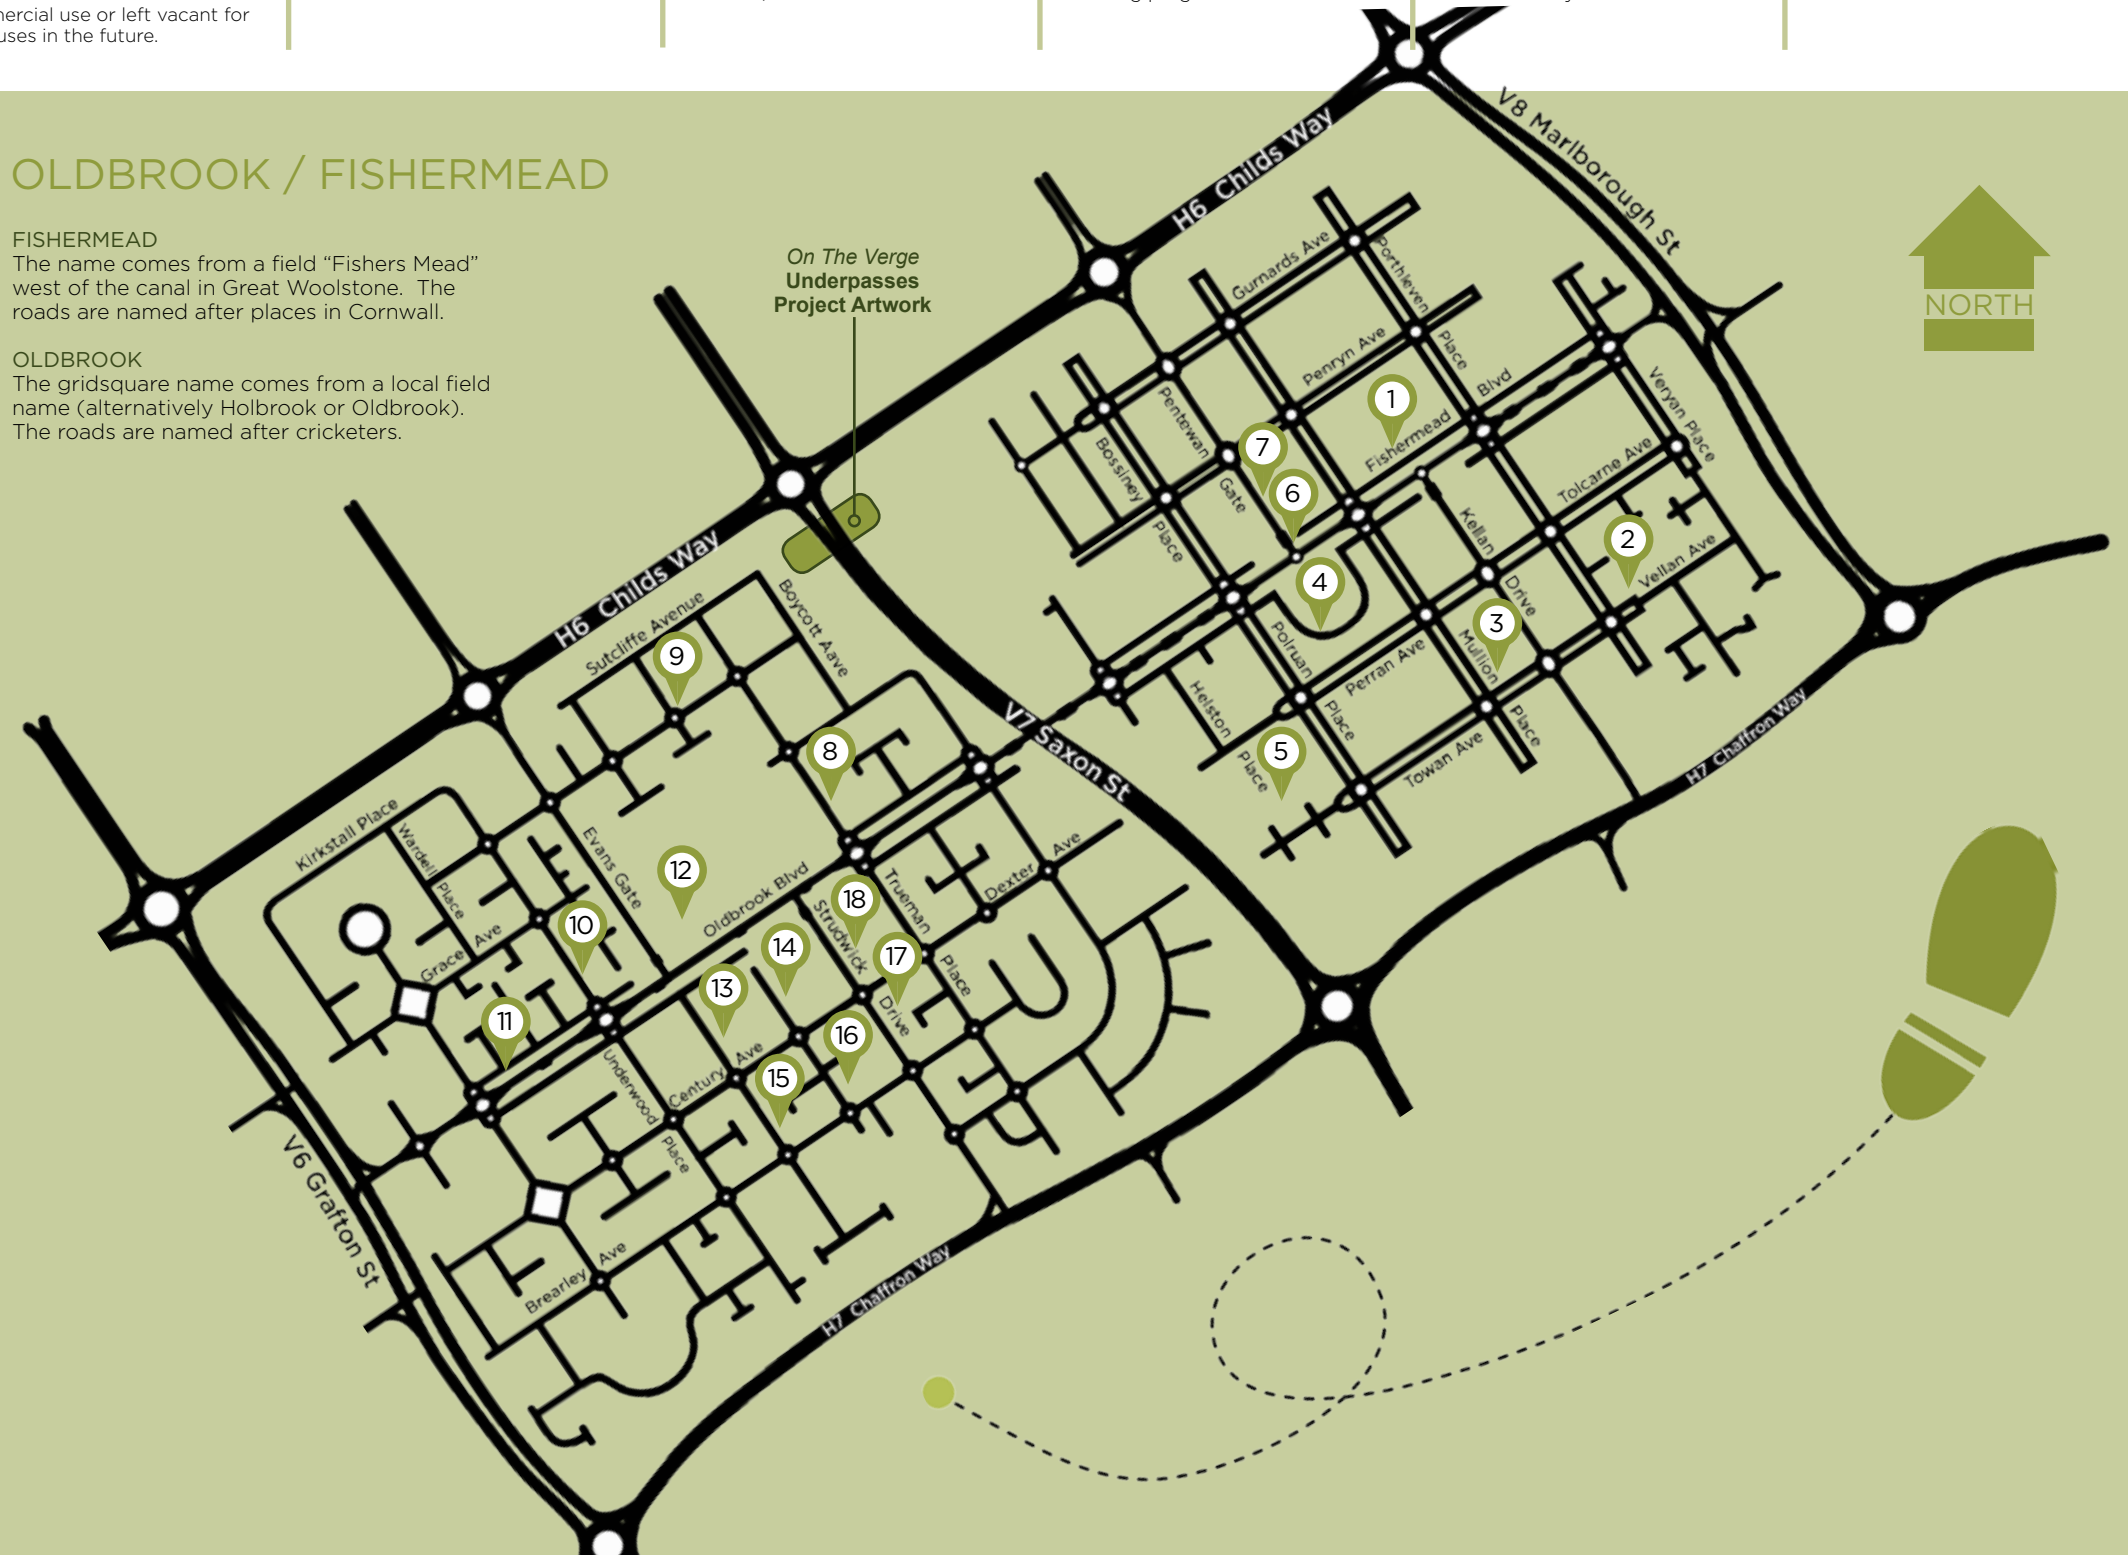 uses in the future.
OLDBROOK / FISHERMEAD
FISHERMEAD
The name comes from a field “Fishers Mead”
west of the canal in Great Woolstone.  The
roads are named after places in Cornwall.
OLDBROOK
The gridsquare name comes from a local field
name (alternatively Holbrook or Oldbrook).
The roads are named after cricketers.
On The Verge
Underpasses
Project Artwork
NORTH
H6 Childs Way
V8 Marlborough St
Gurnards Ave
Porthleven
Place
Penryn Ave
Pentewan
Gate
Bossiney
Place
Fishermead
Blvd
Veryan Place
Tolcarne Ave
Vellan Ave
Kellan
Drive
Mullion
Place
Perran Ave
Polruan
Place
Helston
Place
Towan Ave
H7 Chaffron Way
1
2
3
4
5
6
7
V7 Saxon St
H6 Childs Way
Sutcliffe Avenue
Boycott Aave
Kirkstall Place
Wardell Place
Evans Gate
Grace Ave
Oldbrook Blvd
Trueman
Place
Dexter Ave
Strudwick
Drive
Underwood
Place
Century Ave
Brearley Ave
V6 Grafton St
H7 Chaffron Way
8
9
10
11
12
13
14
15
16
17
18